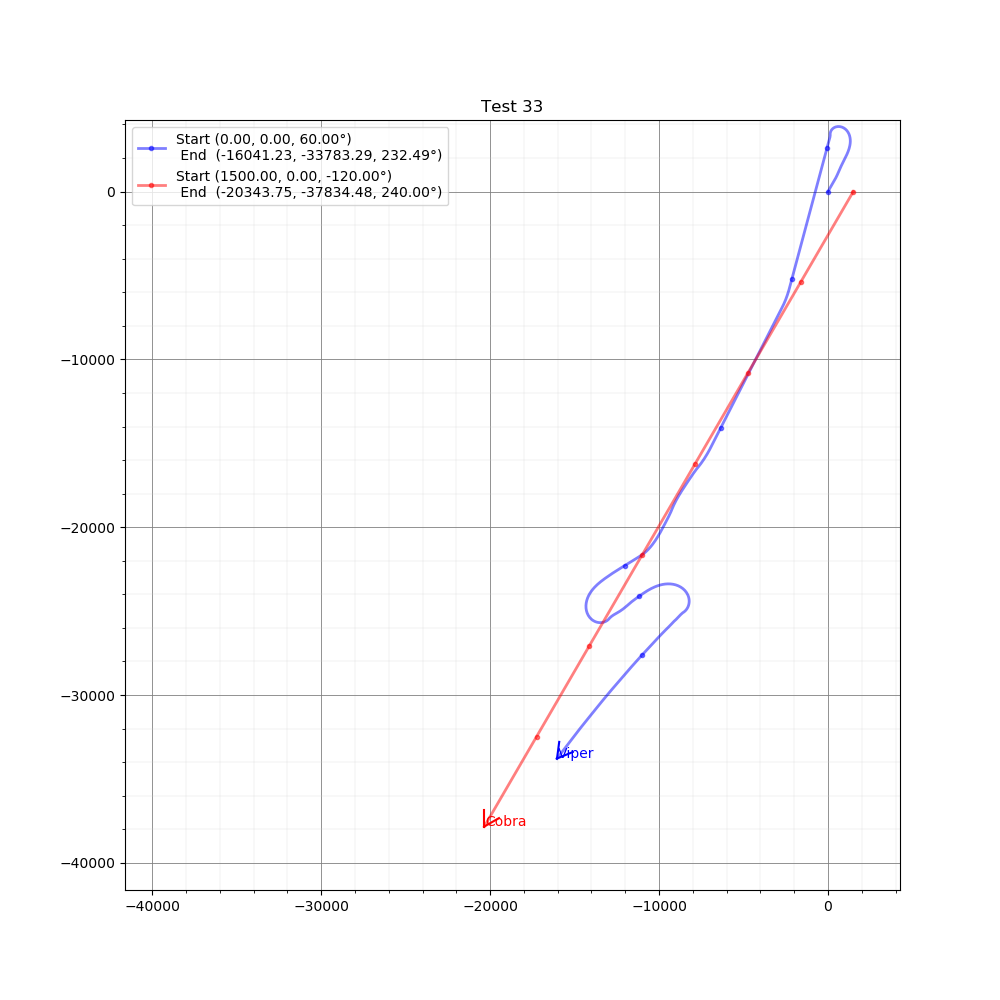 Test 33
Start (0.00, 0.00, 60.00°)
End  (-16041.23, -33783.29, 232.49°)
Start (1500.00, 0.00, -120.00°)
End  (-20343.75, -37834.48, 240.00°)
0
−10000
−20000
−30000
−40000
Viper
Cobra
−40000 −30000 −20000 −10000 0